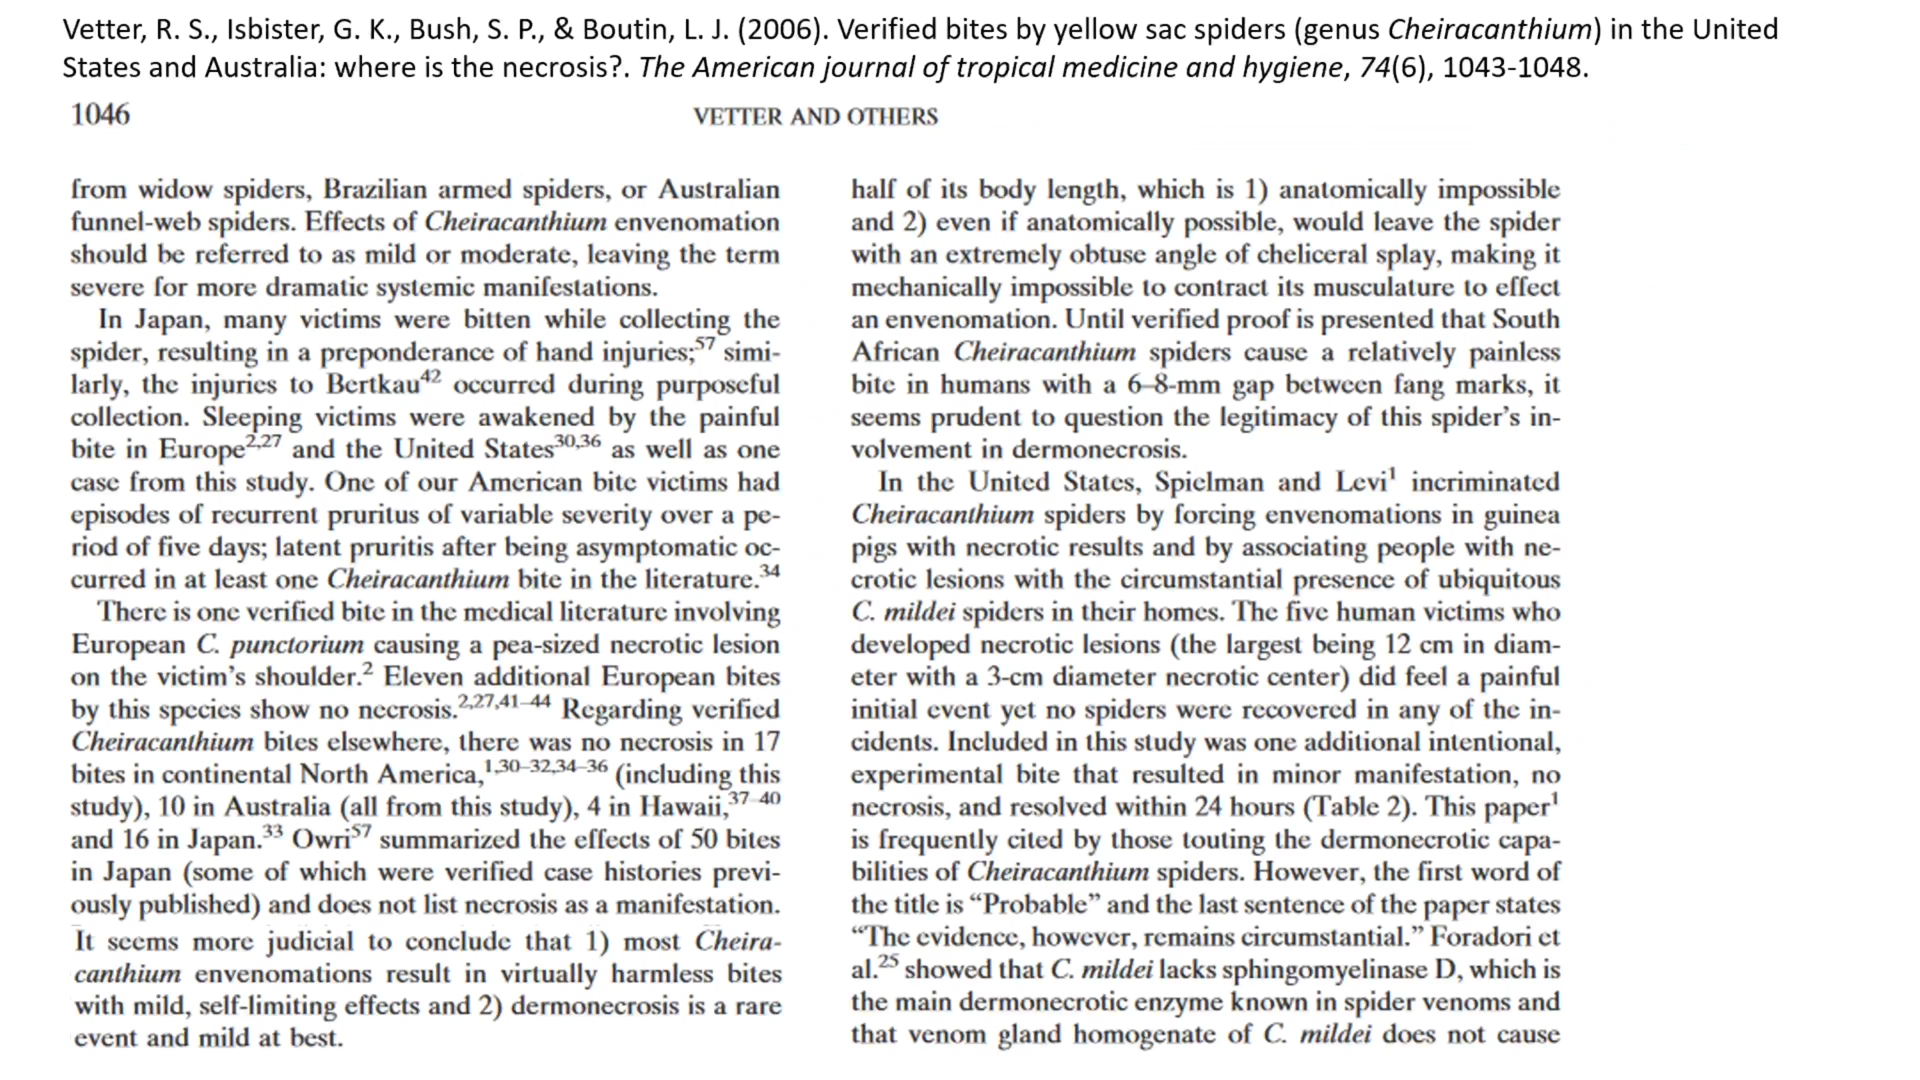 Vetter, R. S., Isbister, G. K., Bush, S. P., & Boutin, L. J. (2006). Verified bites by yellow sac spiders (genus Cheiracanthium) in the United
States and Australia: where is the necrosis?. The American journal of tropical medicine and hygiene, 74(6), 1043-1048.
1046
VETTER AND OTHERS
from widow spiders, Brazilian armed spiders, or Australian
funnel-web spiders. Effects of Cheiracanthium envenomation
should be referred to as mild or moderate, leaving the term
severe for more dramatic systemic manifestations.
In Japan, many victims were bitten while collecting the
spider, resulting in a preponderance of hand injuries;57 simi-
larly, the injuries to Bertkau42 occurred during purposeful
collection. Sleeping victims were awakened by the painful
bite in Europe2,27 and the United States30,36 as well as one
case from this study. One of our American bite victims had
episodes of recurrent pruritus of variable severity over a pe-
riod of five days; latent pruritis after being asymptomatic oc-
curred in at least one Cheiracanthium bite in the literature.34
There is one verified bite in the medical literature involving
European C. punctorium causing a pea-sized necrotic lesion
on the victim's shoulder.2 Eleven additional European bites
by this species show no necrosis.2,27,41–44 Regarding verified
Cheiracanthium bites elsewhere, there was no necrosis in 17
bites in continental North America,1,30–32,34–36 (including this
study), 10 in Australia (all from this study), 4 in Hawaii,37–40
and 16 in Japan.33 Owri57 summarized the effects of 50 bites
in Japan (some of which were verified case histories previ-
ously published) and does not list necrosis as a manifestation.
It seems more judicial to conclude that 1) most Cheira-
canthium envenomations result in virtually harmless bites
with mild, self-limiting effects and 2) dermonecrosis is a rare
event and mild at best.
half of its body length, which is 1) anatomically impossible
and 2) even if anatomically possible, would leave the spider
with an extremely obtuse angle of cheliceral splay, making it
mechanically impossible to contract its musculature to effect
an envenomation. Until verified proof is presented that South
African Cheiracanthium spiders cause a relatively painless
bite in humans with a 6–8-mm gap between fang marks, it
seems prudent to question the legitimacy of this spider's in-
volvement in dermonecrosis.
In the United States, Spielman and Levi1 incriminated
Cheiracanthium spiders by forcing envenomations in guinea
pigs with necrotic results and by associating people with ne-
crotic lesions with the circumstantial presence of ubiquitous
C. mildei spiders in their homes. The five human victims who
developed necrotic lesions (the largest being 12 cm in diam-
eter with a 3-cm diameter necrotic center) did feel a painful
initial event yet no spiders were recovered in any of the in-
cidents. Included in this study was one additional intentional,
experimental bite that resulted in minor manifestation, no
necrosis, and resolved within 24 hours (Table 2). This paper1
is frequently cited by those touting the dermonecrotic capa-
bilities of Cheiracanthium spiders. However, the first word of
the title is “Probable” and the last sentence of the paper states
“The evidence, however, remains circumstantial.” Foradori et
al.25 showed that C. mildei lacks sphingomyelinase D, which is
the main dermonecrotic enzyme known in spider venoms and
that venom gland homogenate of C. mildei does not cause